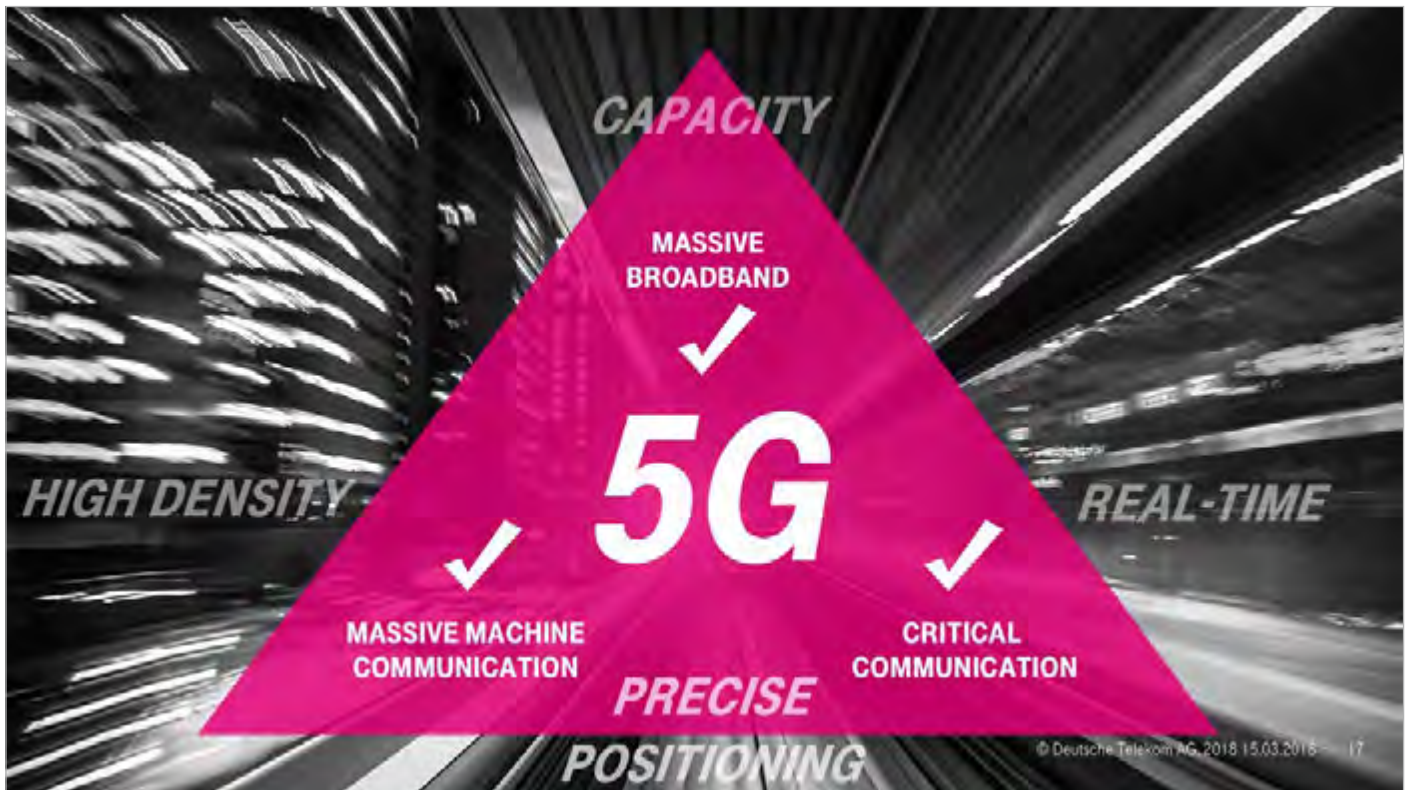 CAPACITY
MASSIVE
BROADBAND
5G
HIGH DENSITY
REAL-TIME
MASSIVE MACHINE
COMMUNICATION
CRITICAL
COMMUNICATION
PRECISE
POSITIONING
© Deutsche Telekom AG, 2018 15.03.2018 — 17